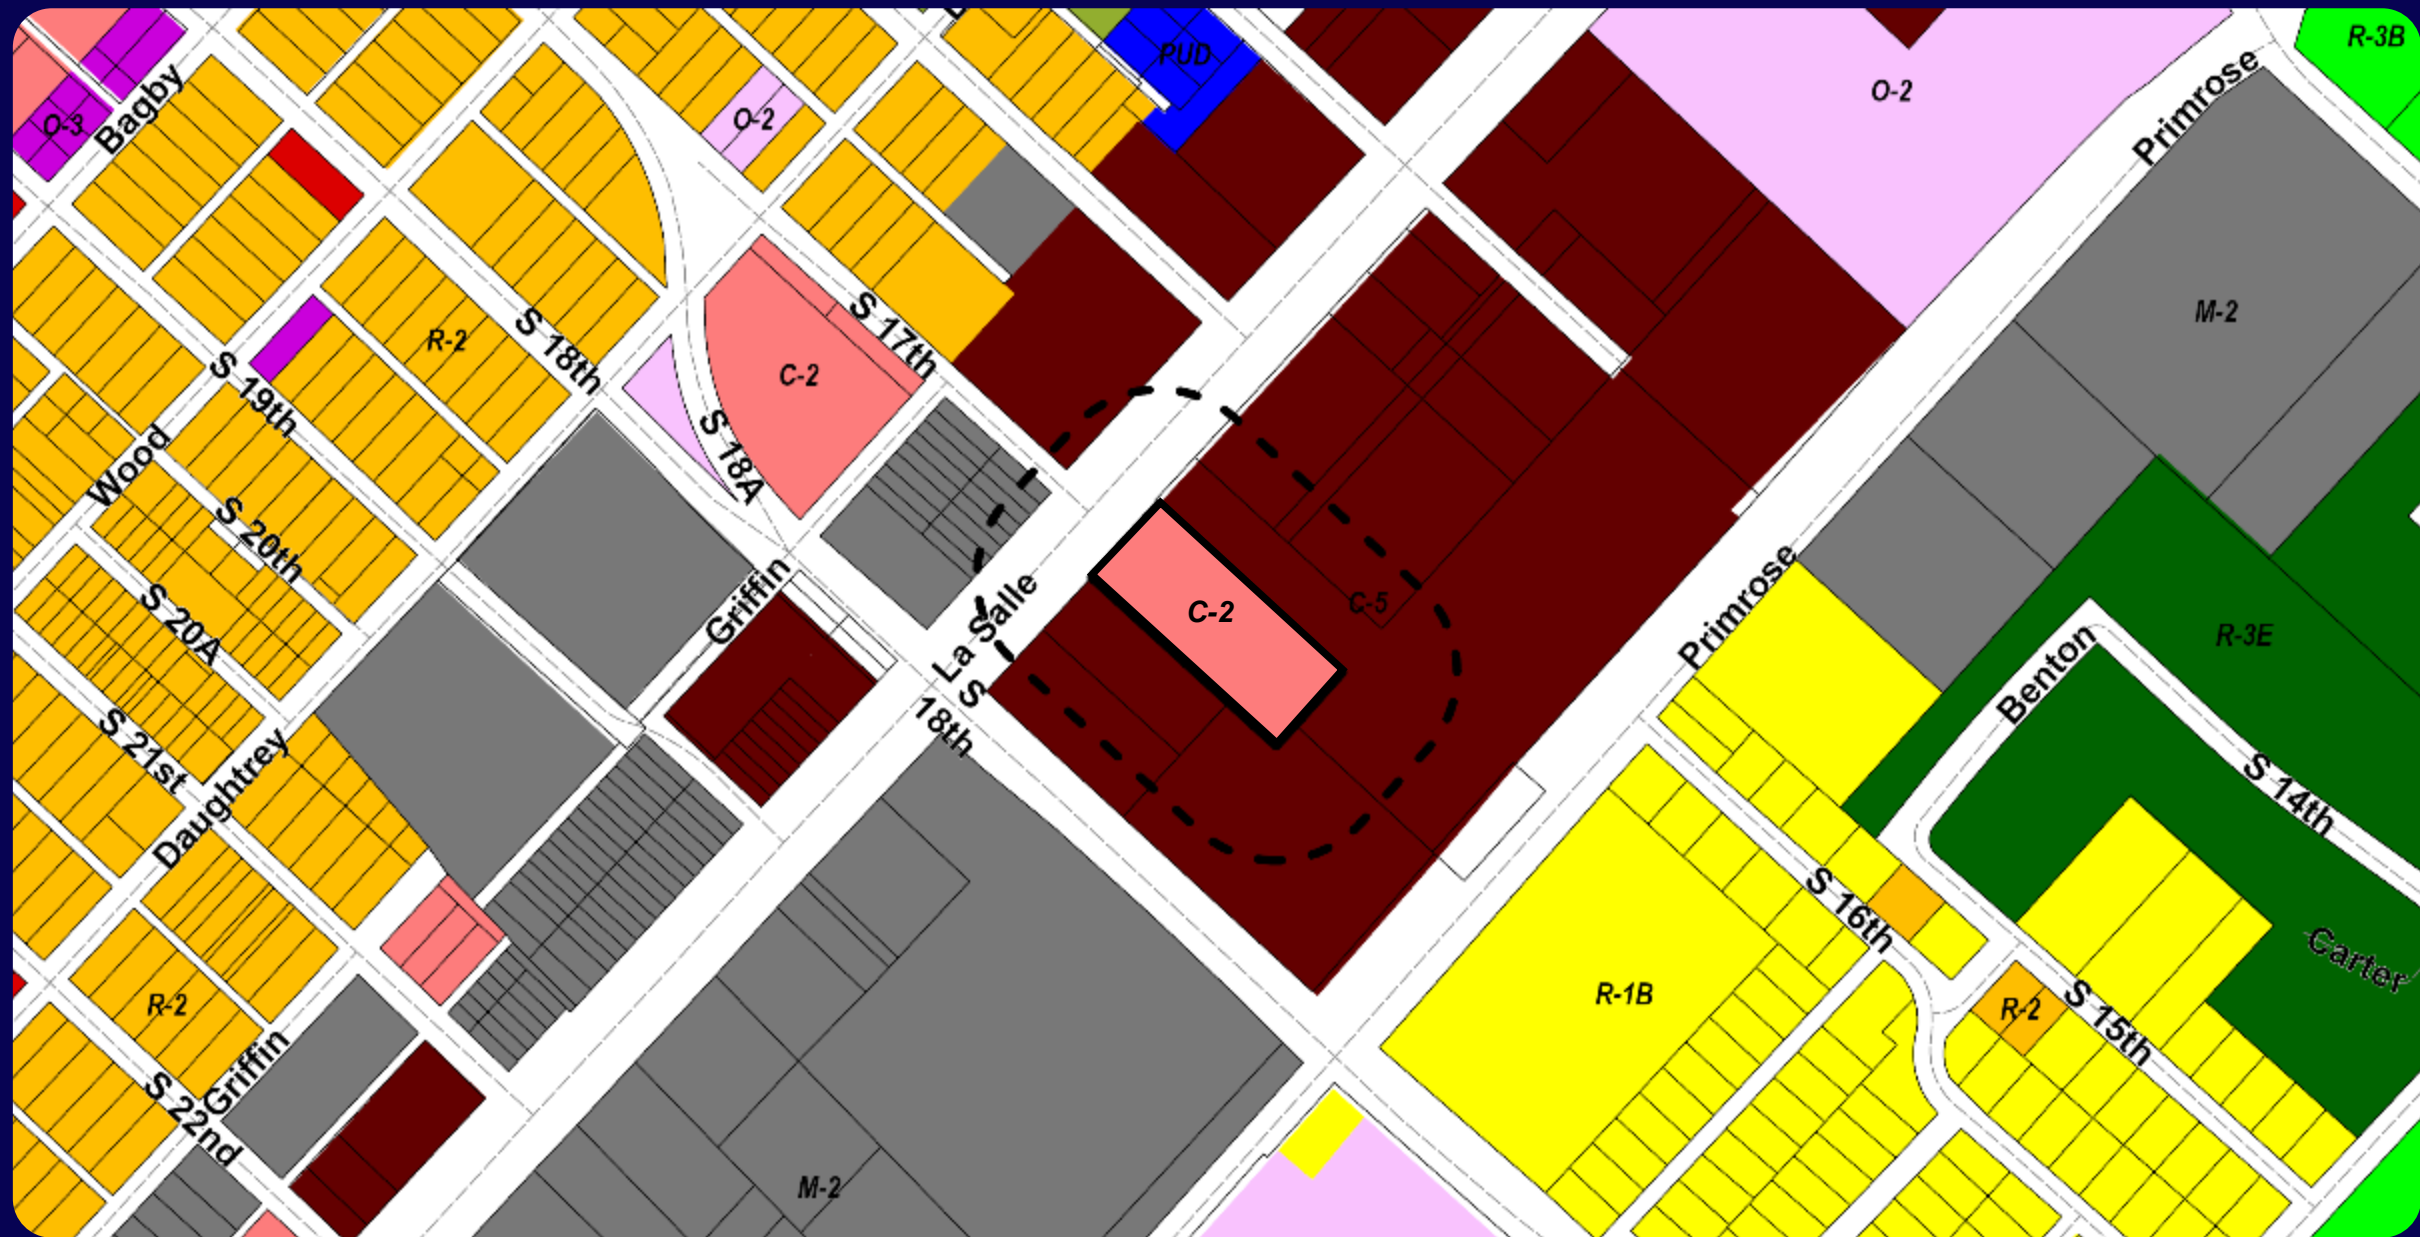 PUD
R-3B
O-2
O-2
Primrose
O-3
Bagby
M-2
S 17th
R-2
S 18th
C-2
S 19th
S 18A
Wood
S 20th
Griffin
La Salle
C-2
C-5
Primrose
R-3E
Benton
S 20A
S
18th
S 21st
Daughtrey
S 14th
S 16th
Carter
R-1B
R-2
S 15th
R-2
Griffin
S 22nd
M-2